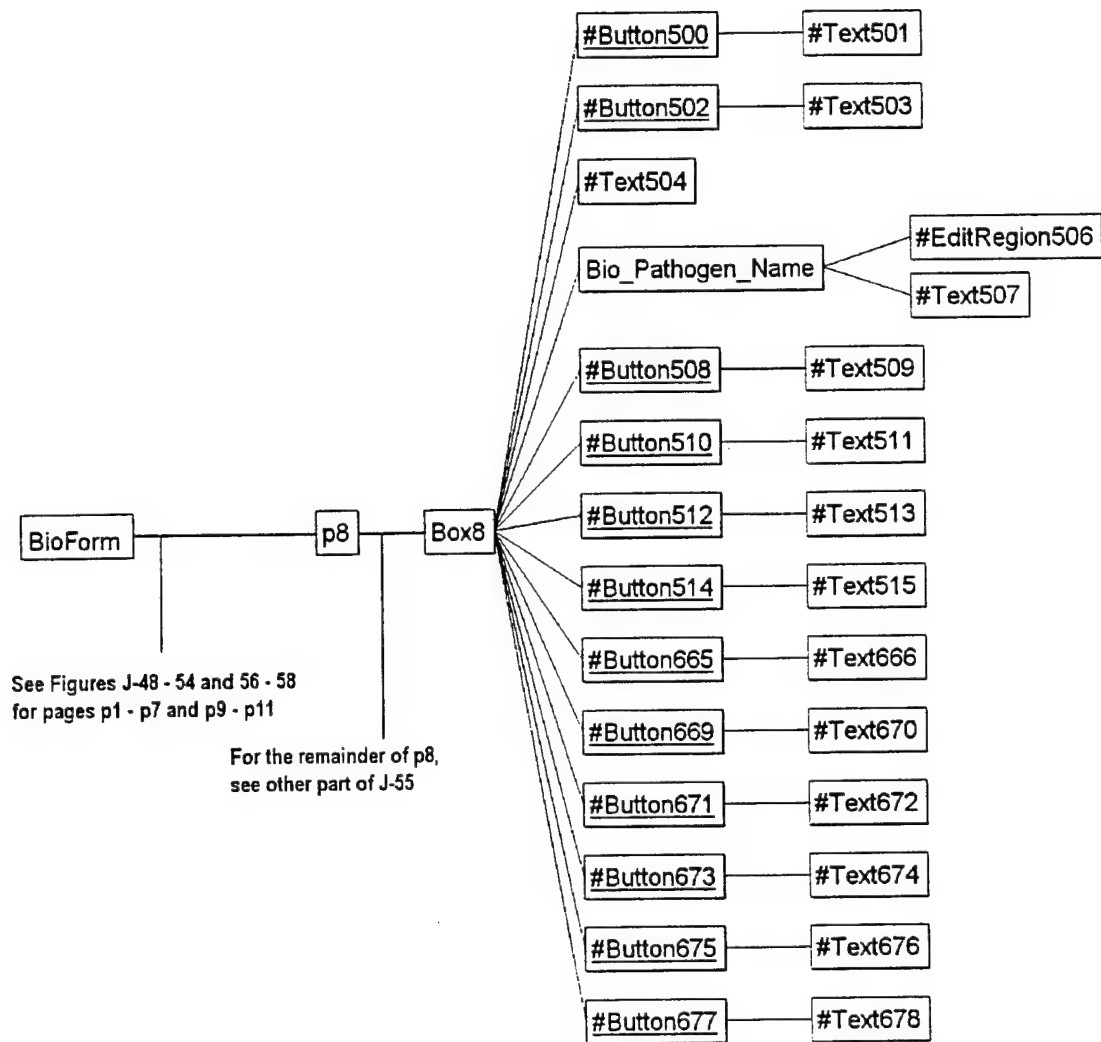 #Button500 #Text501
#Button502 #Text503
#Text504
#EditRegion506
Bio_Pathogen_Name
#Text507
#Button508 #Text509
#Button510 #Text511
#Button512 #Text513
BioForm p8 Box8
#Button514 #Text515
#Button665 #Text666
See Figures J-48 - 54 and 56 - 58
for pages p1 - p7 and p9 - p11
#Button669 #Text670
For the remainder of p8,
see other part of J-55
#Button671 #Text672
#Button673 #Text674
#Button675 #Text676
#Button677 #Text678